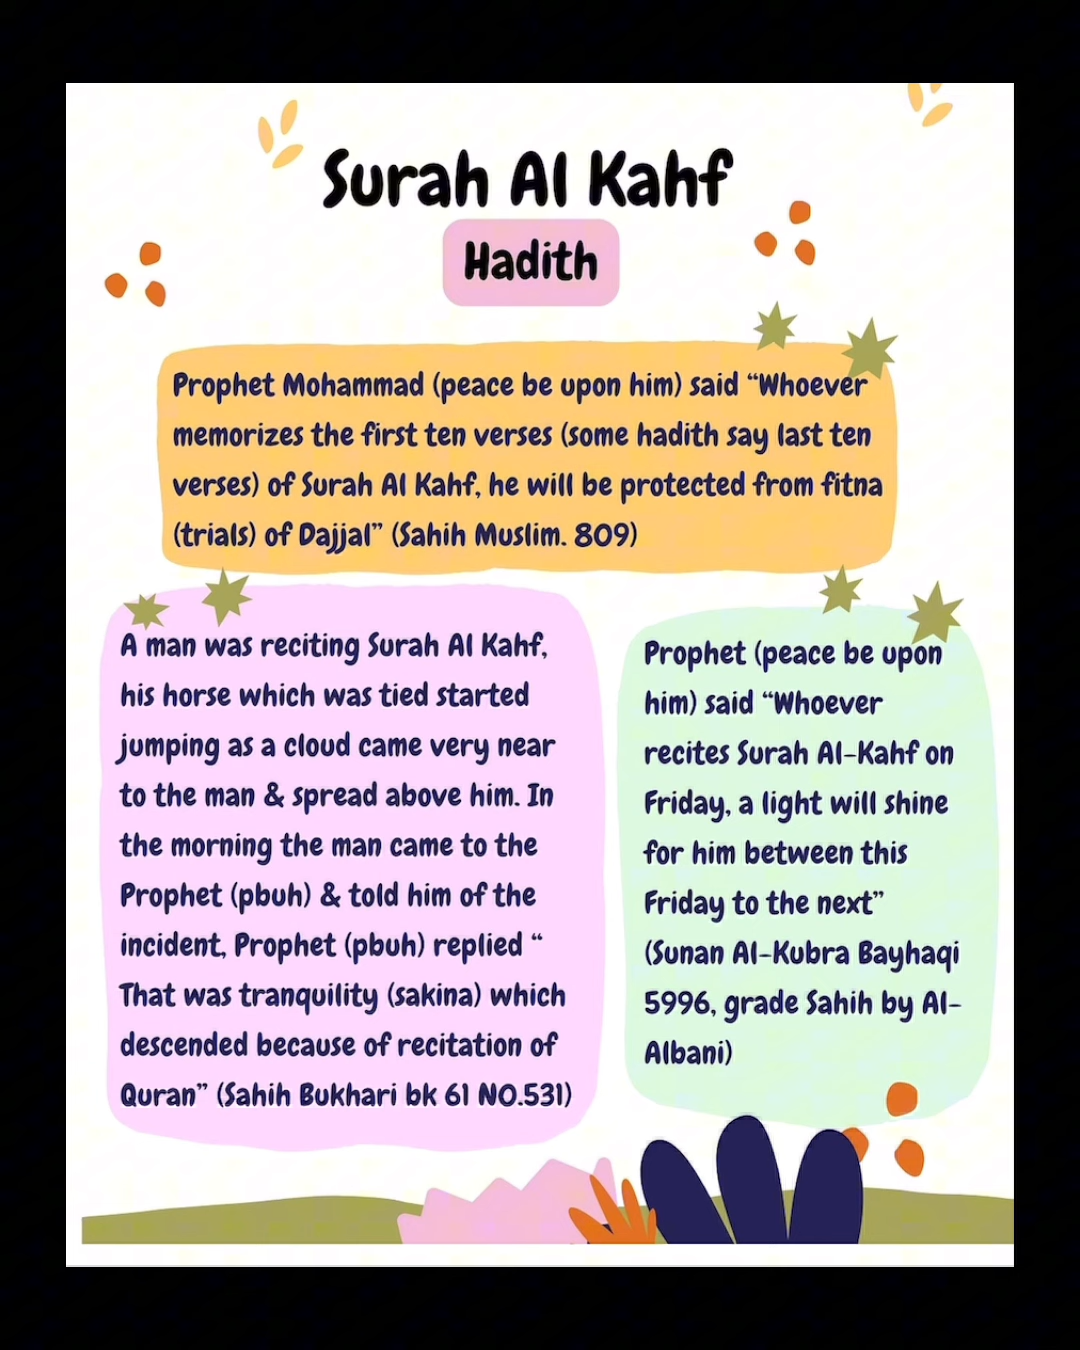 Surah Al Kahf
Hadith
Prophet Mohammad (peace be upon him) said “Whoever
memorizes the first ten verses (some hadith say last ten
verses) of Surah Al Kahf, he will be protected from fitna
(trials) of Dajjal” (Sahih Muslim. 809)
A man was reciting Surah Al Kahf,
his horse which was tied started
jumping as a cloud came very near
to the man & spread above him. In
the morning the man came to the
Prophet (pbuh) & told him of the
incident, Prophet (pbuh) replied “
That was tranquility (sakina) which
descended because of recitation of
Quran” (Sahih Bukhari bk 61 NO.531)
Prophet (peace be upon
him) said “Whoever
recites Surah Al-Kahf on
Friday, a light will shine
for him between this
Friday to the next”
(Sunan Al-Kubra Bayhaqi
5996, grade Sahih by Al-
Albani)